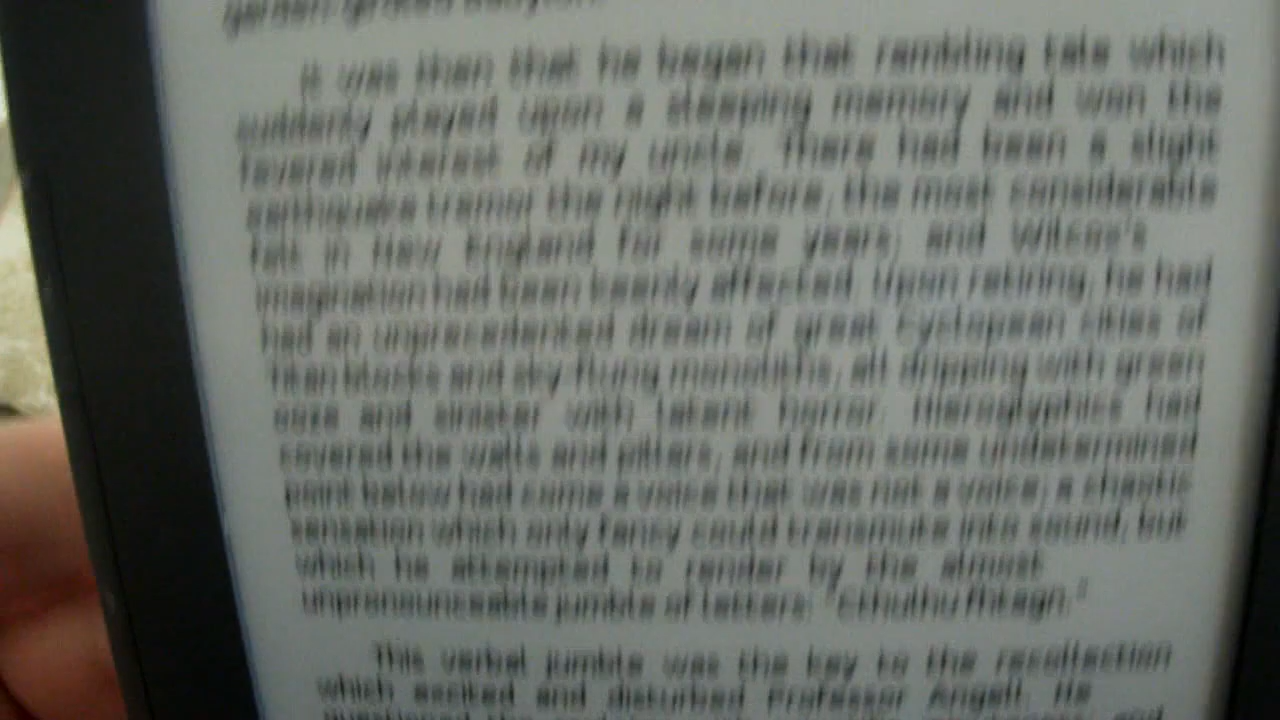 garden-girdled Babylon."
It was then that he began that rambling tale which
suddenly played upon a sleeping memory and won the
fevered interest of my uncle. There had been a slight
earthquake tremor the night before, the most considerable
felt in New England for some years; and Wilcox's
imagination had been keenly affected. Upon retiring, he had
had an unprecedented dream of great Cyclopean cities of
titan blocks and sky-flung monoliths, all dripping with green
ooze and sinister with latent horror. Hieroglyphics had
covered the walls and pillars, and from some undetermined
point below had come a voice that was not a voice; a chaotic
sensation which only fancy could transmute into sound, but
which he attempted to render by the almost
unpronounceable jumble of letters: "Cthulhu fhtagn."
This verbal jumble was the key to the recollection
which excited and disturbed Professor Angell. He